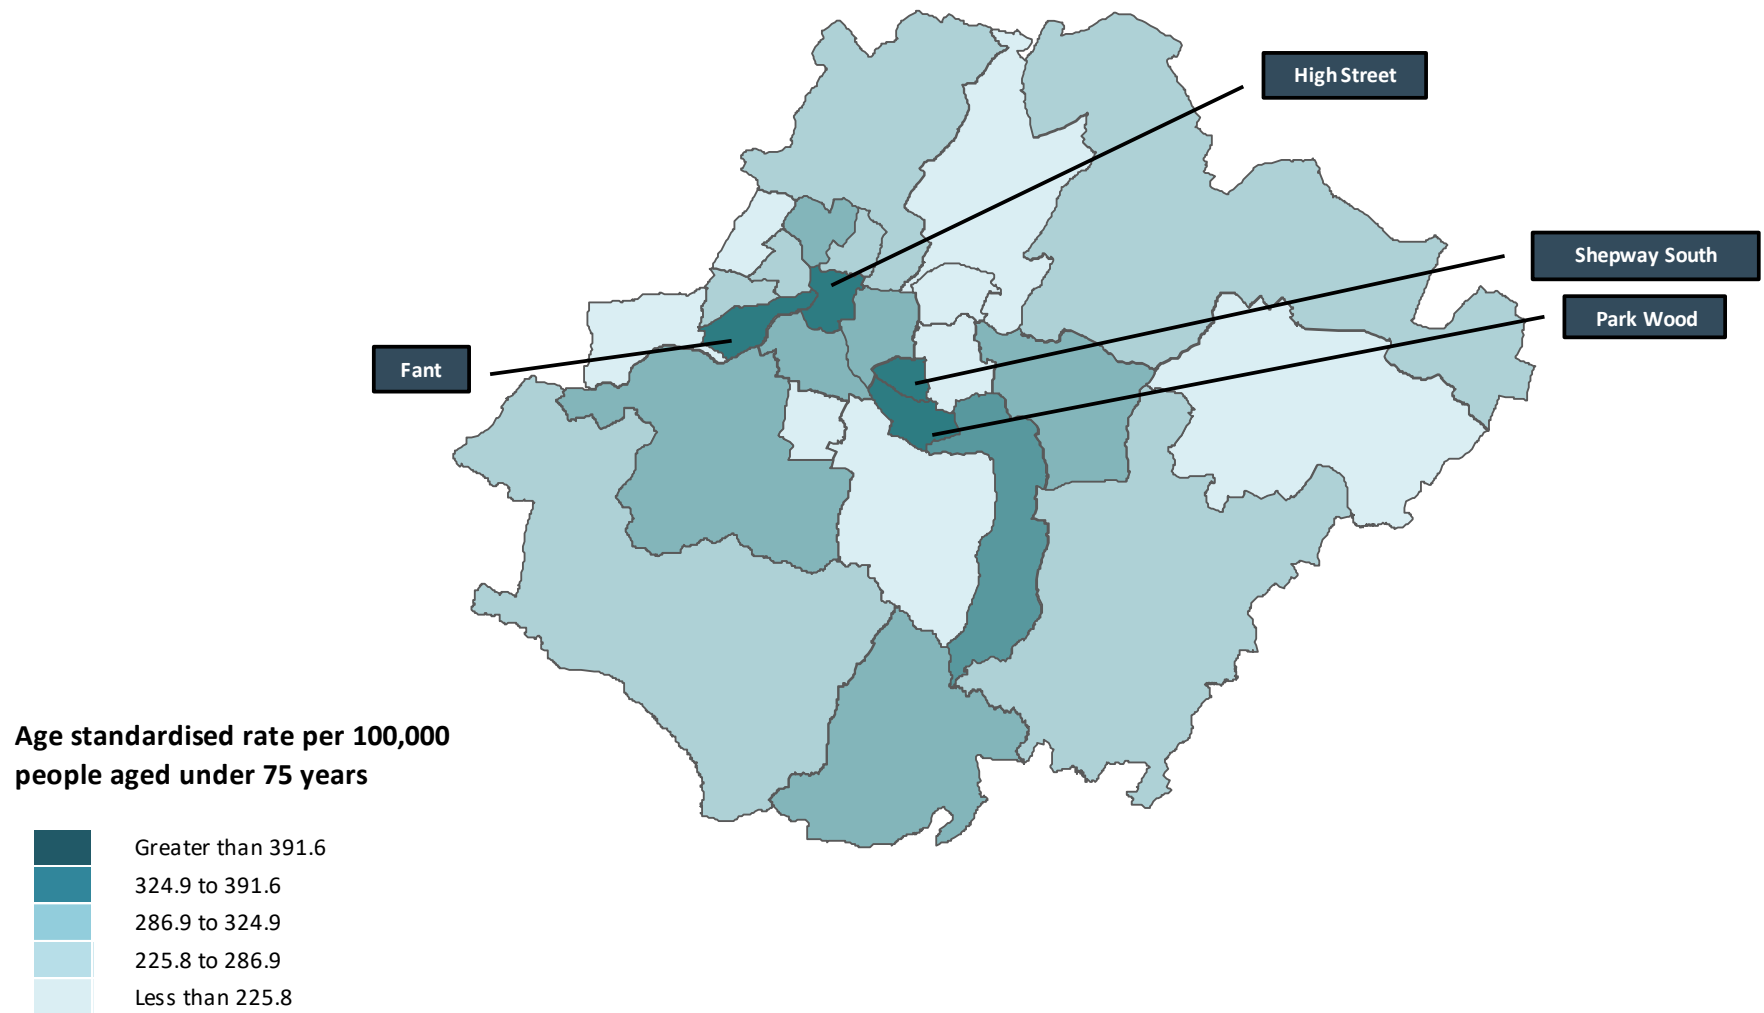 High Street
Shepway South
Park Wood
Fant
Age standardised rate per 100,000
people aged under 75 years
Greater than 391.6
324.9 to 391.6
286.9 to 324.9
225.8 to 286.9
Less than 225.8